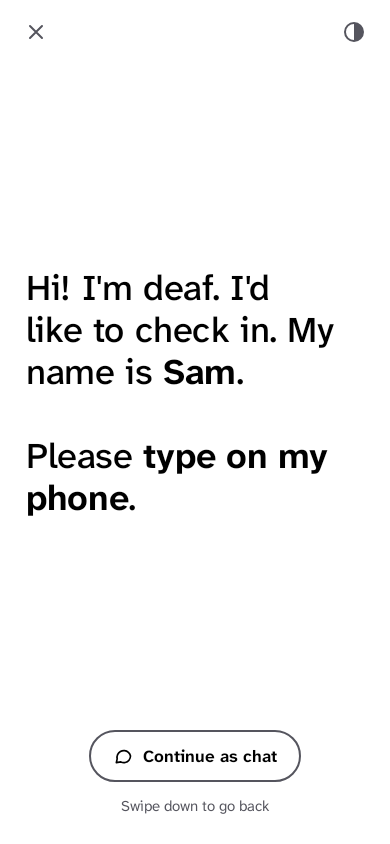 Hi! I'm deaf. I'd
like to check in. My
name is Sam.
Please type on my
phone.
Continue as chat
Swipe down to go back